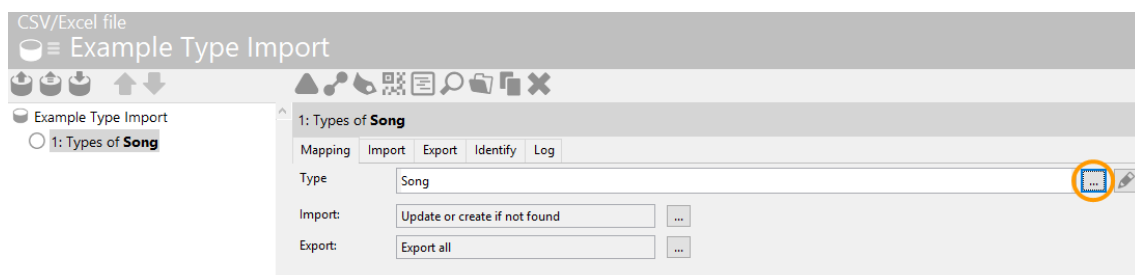 CSV/Excel file
Example Type Import
Example Type Import
1: Types of Song
1: Types of Song
Mapping Import Export Identify Log
Type Song ...
Import: Update or create if not found ...
Export: Export all ...